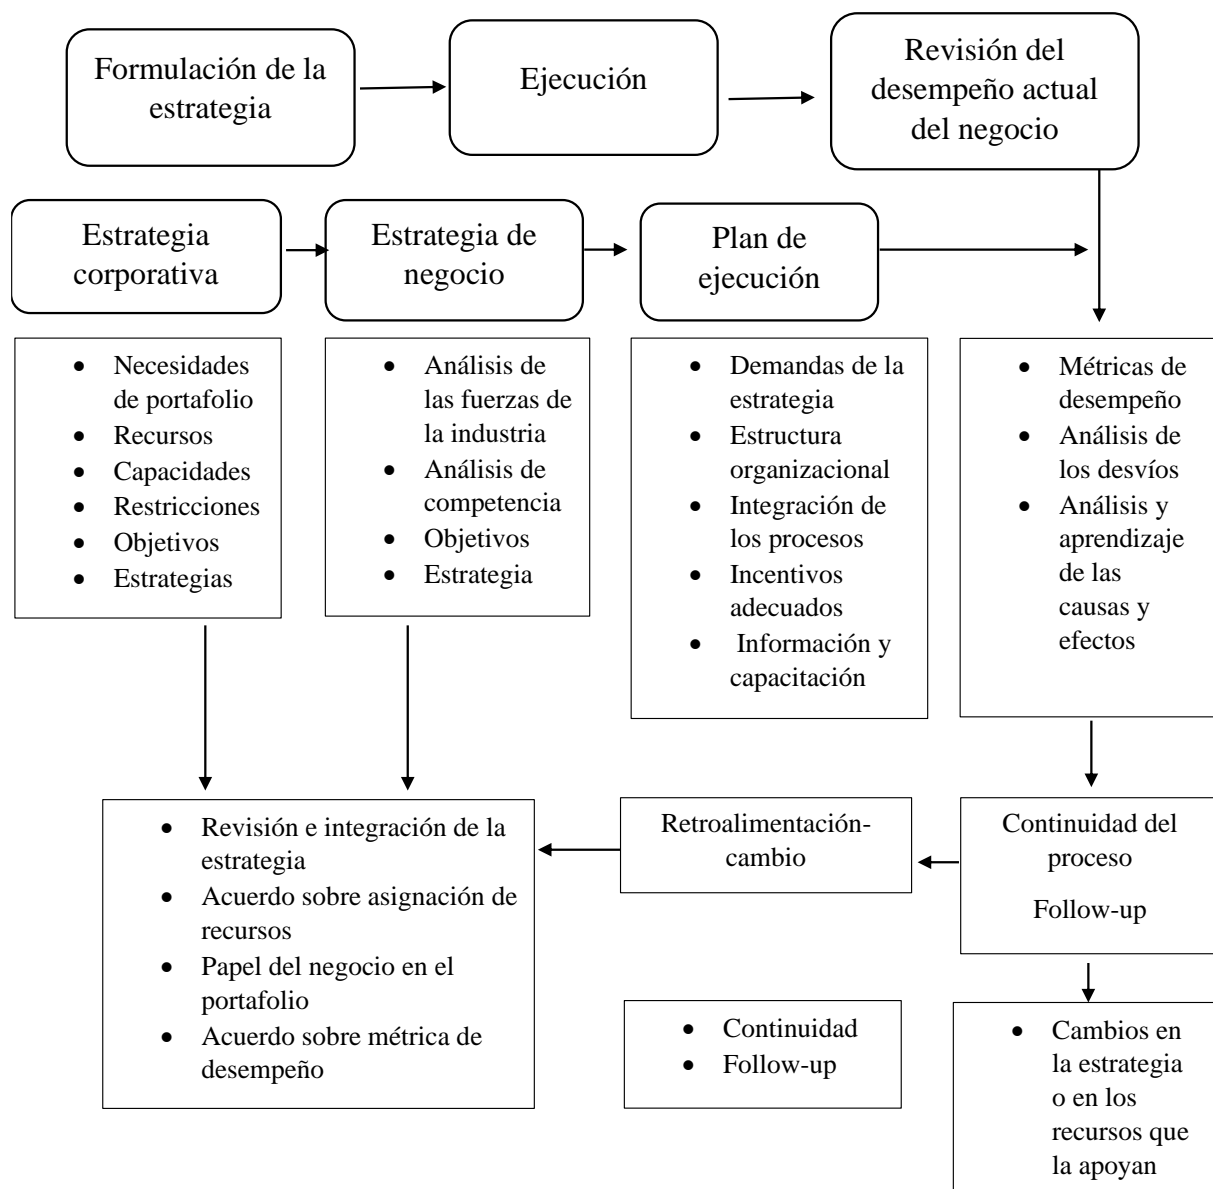 Formulación de la
estrategia
Ejecución
Revisión del
desempeño actual
del negocio
Estrategia
corporativa
Estrategia de
negocio
Plan de
ejecución
• Necesidades
de portafolio
• Recursos
• Capacidades
• Restricciones
• Objetivos
• Estrategias
• Análisis de
las fuerzas de
la industria
• Análisis de
competencia
• Objetivos
• Estrategia
• Demandas de la
estrategia
• Estructura
organizacional
• Integración de
los procesos
• Incentivos
adecuados
• Información y
capacitación
• Métricas de
desempeño
• Análisis de
los desvíos
• Análisis y
aprendizaje
de las
causas y
efectos
• Revisión e integración de la
estrategia
• Acuerdo sobre asignación de
recursos
• Papel del negocio en el
portafolio
• Acuerdo sobre métrica de
desempeño
Retroalimentación-
cambio
Continuidad del
proceso
Follow-up
• Continuidad
• Follow-up
• Cambios en
la estrategia
o en los
recursos que
la apoyan